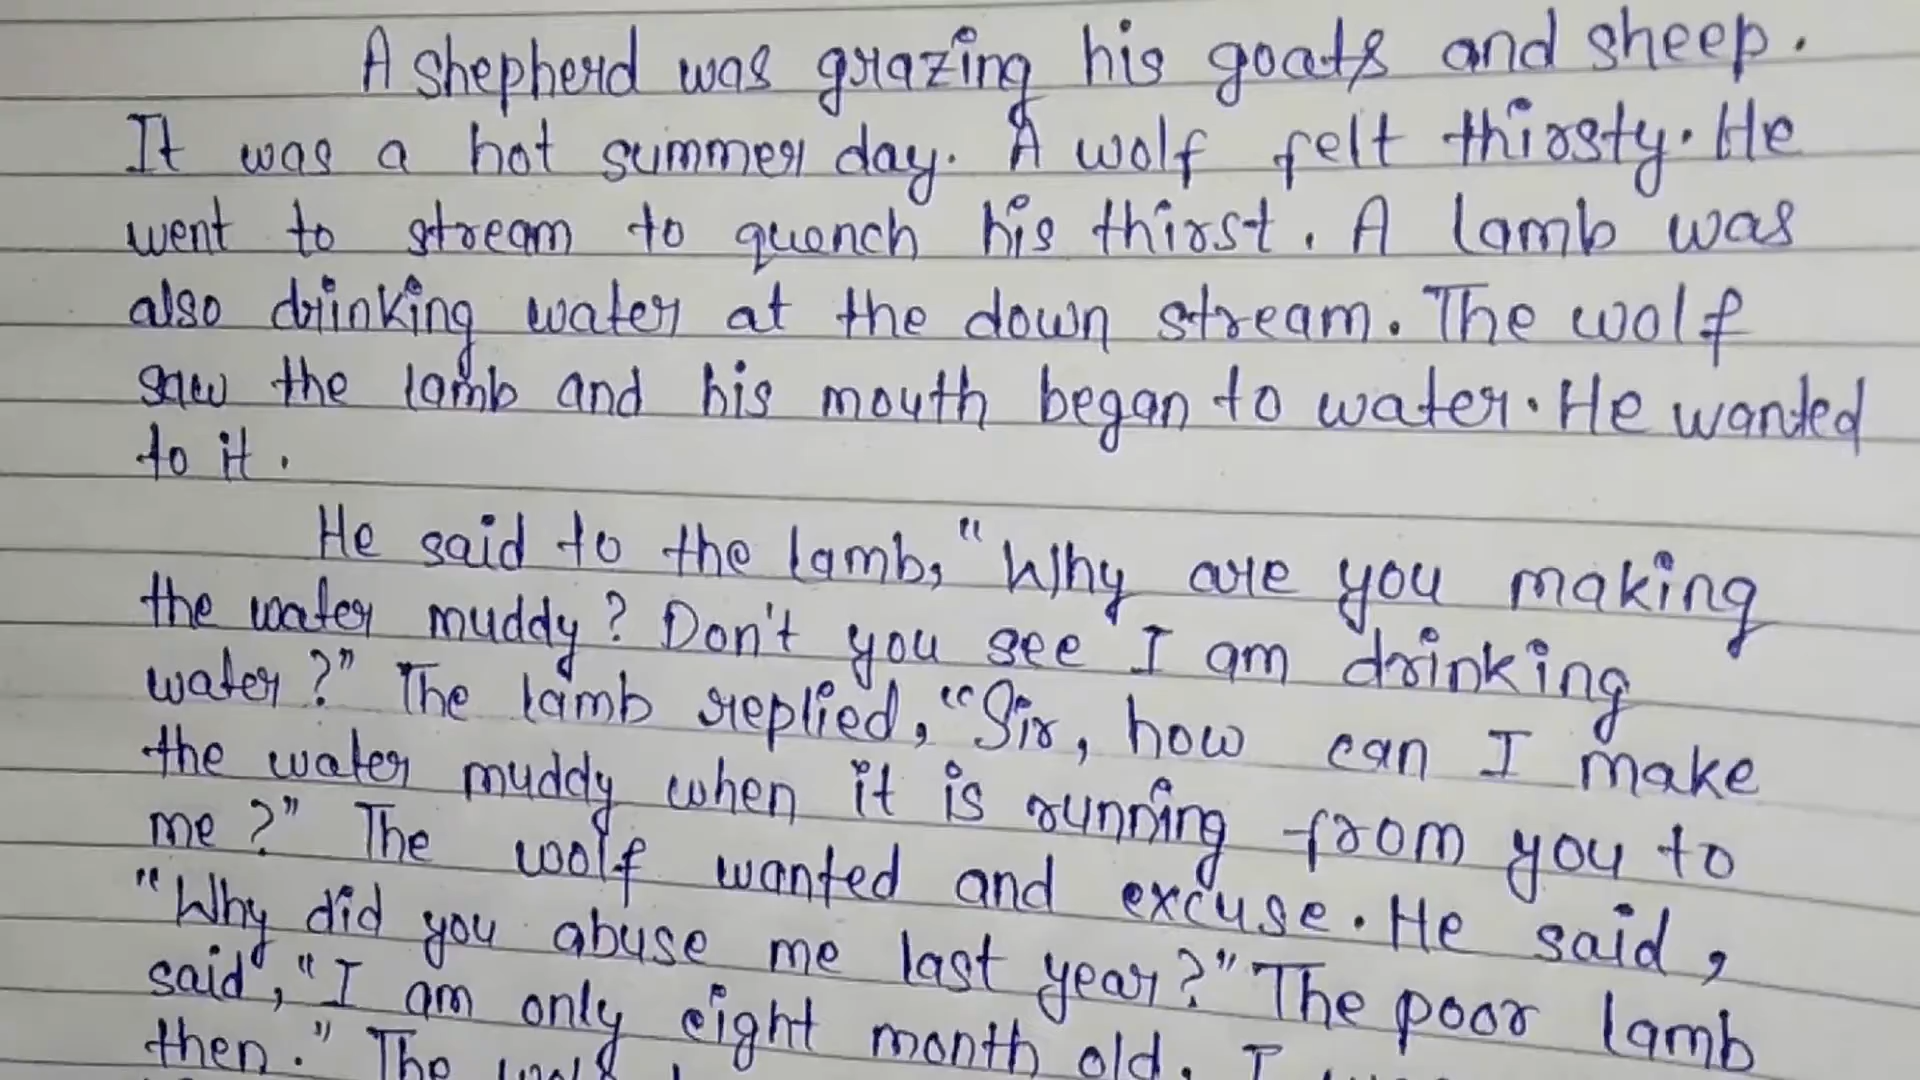 A shepherd was grazing his goats and sheep.
It was a hot summer day. A wolf felt thirsty. He
went to stream to quench his thirst. A lamb was
also drinking water at the down stream. The wolf
saw the lamb and his mouth began to water. He wanted
to it.
He said to the lamb, "Why are you making
the water muddy? Don't you see I am drinking
water?" The lamb replied, "Sir, how can I make
the water muddy when it is running from you to
me?" The wolf wanted and excuse. He said,
"Why did you abuse me last year?" The poor lamb
said, "I am only eight month old. I
then." The wolf